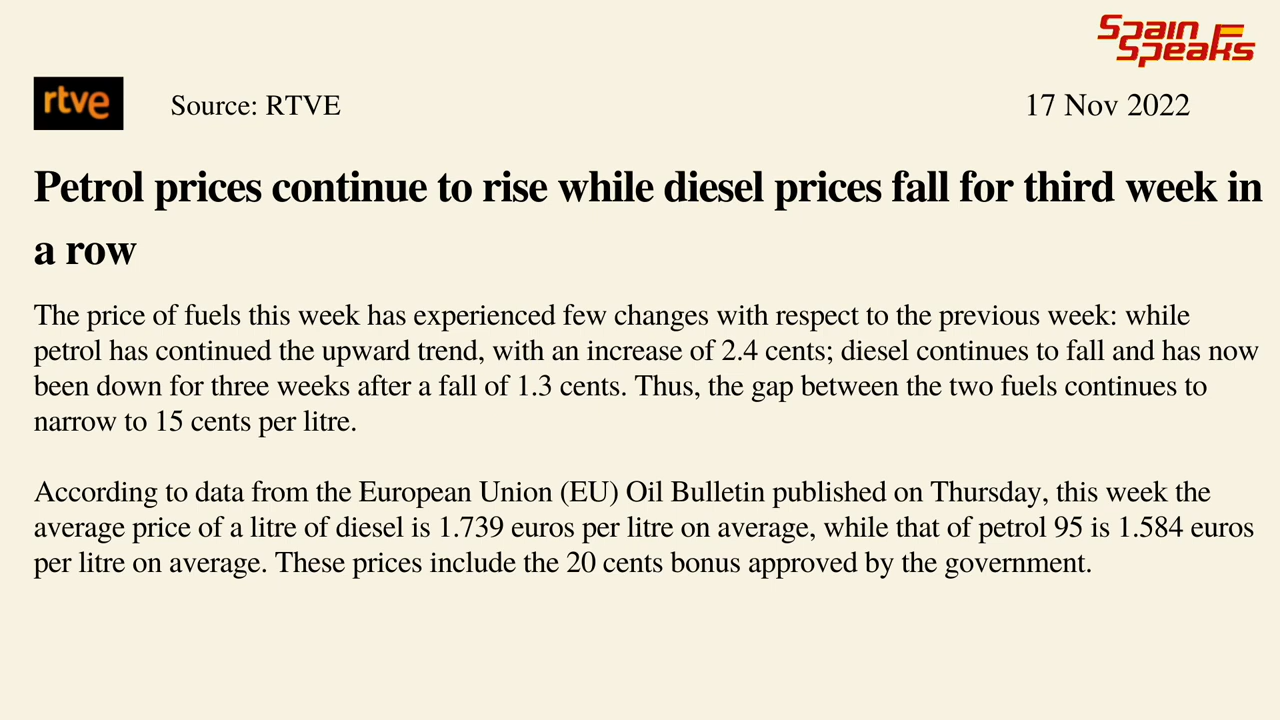 Spain
Speaks
rtve
Source: RTVE
17 Nov 2022
Petrol prices continue to rise while diesel prices fall for third week in
a row
The price of fuels this week has experienced few changes with respect to the previous week: while
petrol has continued the upward trend, with an increase of 2.4 cents; diesel continues to fall and has now
been down for three weeks after a fall of 1.3 cents. Thus, the gap between the two fuels continues to
narrow to 15 cents per litre.
According to data from the European Union (EU) Oil Bulletin published on Thursday, this week the
average price of a litre of diesel is 1.739 euros per litre on average, while that of petrol 95 is 1.584 euros
per litre on average. These prices include the 20 cents bonus approved by the government.